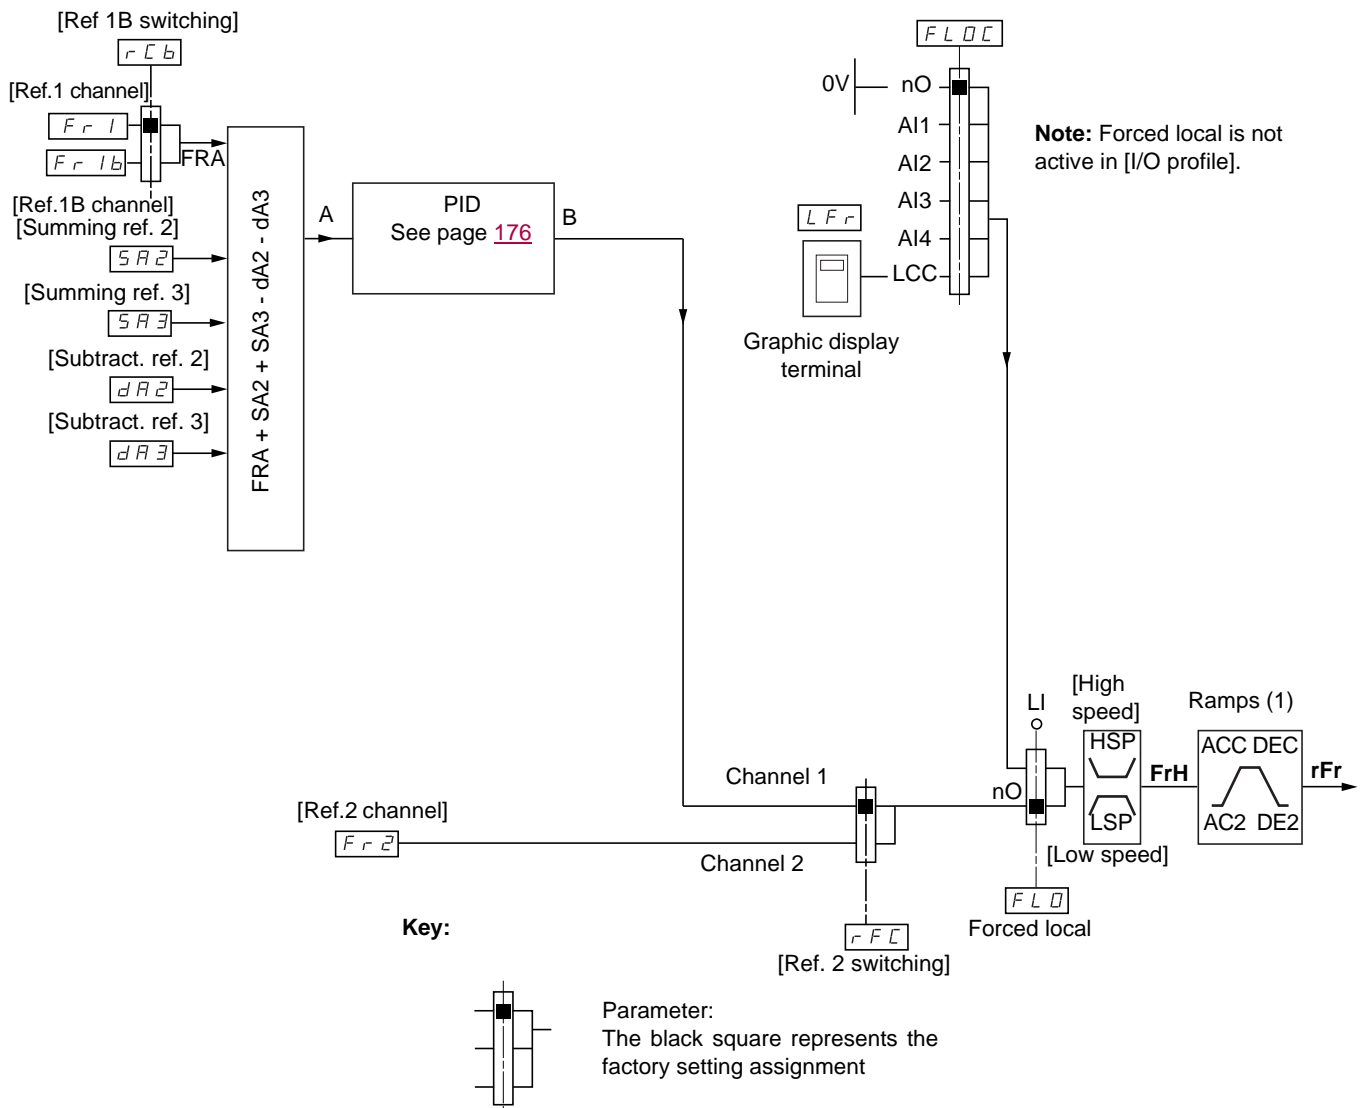 [Ref 1B switching]
rCb
[Ref.1 channel]
Fr1
Fr1b
FRA
[Ref.1B channel]
[Summing ref. 2]
SA2
[Summing ref. 3]
SA3
[Subtract. ref. 2]
dA2
[Subtract. ref. 3]
dA3
FRA + SA2 + SA3 - dA2 - dA3
A
PID
See page 176
B
FLOC
0V
nO
AI1
AI2
AI3
AI4
LCC
LFr
Graphic display
terminal
Note: Forced local is not
active in [I/O profile].
Channel 1
[Ref.2 channel]
Fr2
Channel 2
rFC
[Ref. 2 switching]
nO
LI
FLO
Forced local
[High
speed]
HSP
LSP
[Low speed]
FrH
Ramps (1)
ACC DEC
AC2 DE2
rFr
Key:
Parameter:
The black square represents the
factory setting assignment